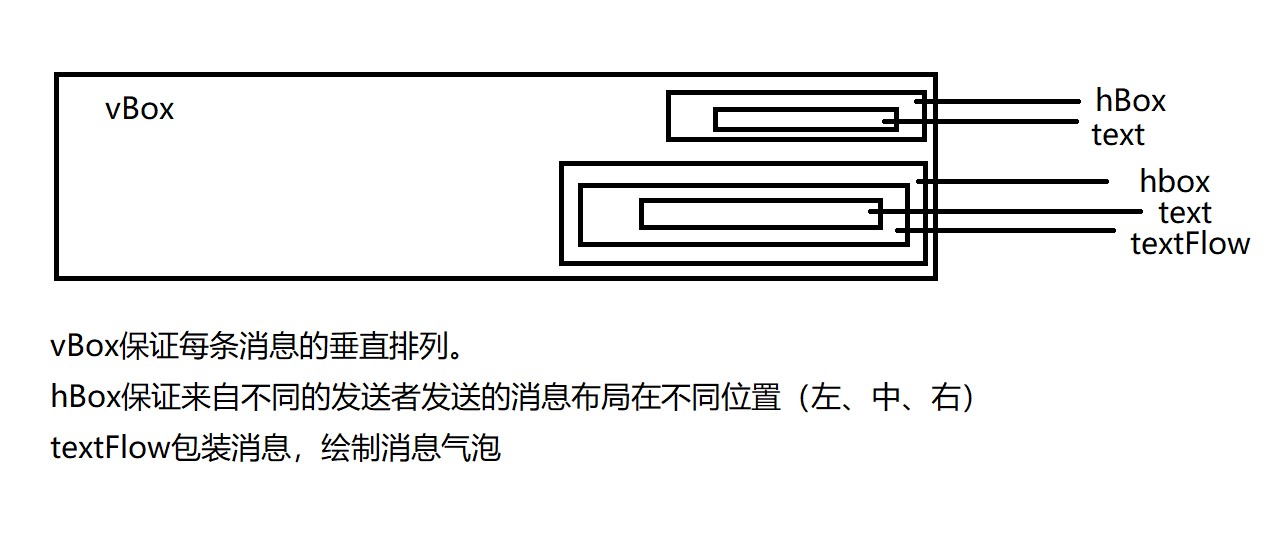 vBox
hBox
text
hbox
text
textFlow
vBox保证每条消息的垂直排列。
hBox保证来自不同的发送者发送的消息布局在不同位置（左、中、右）
textFlow包装消息，绘制消息气泡